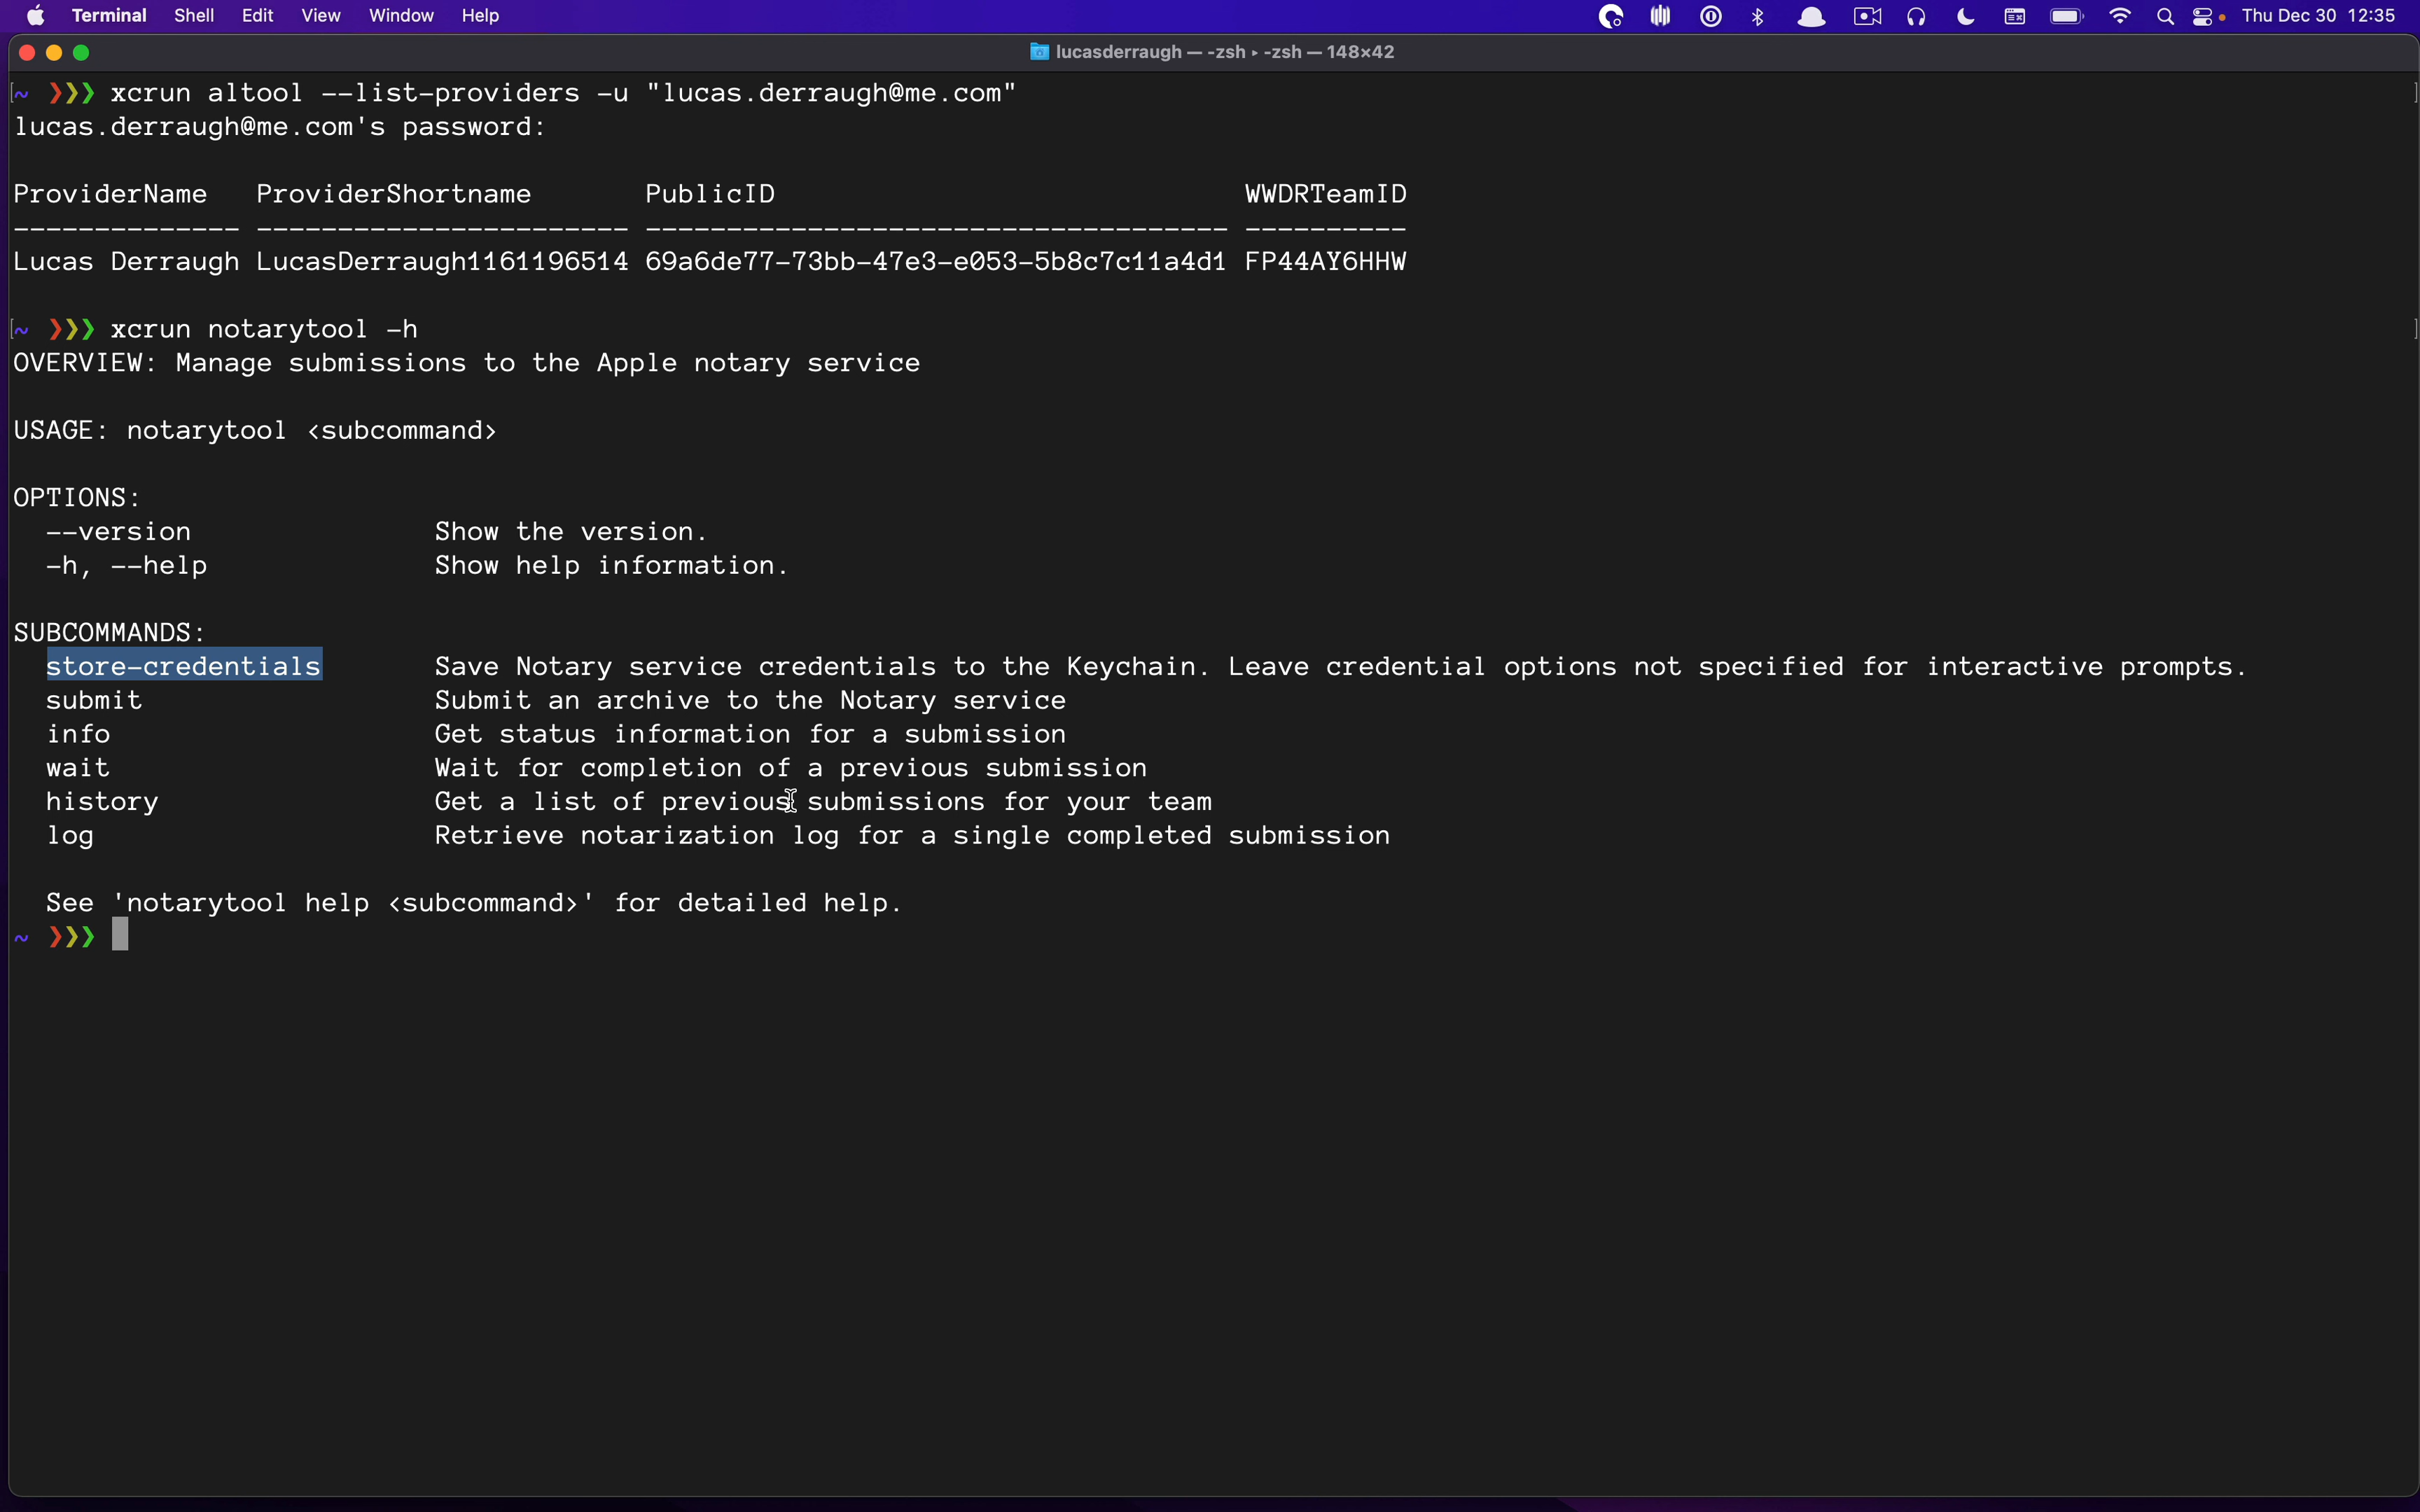 Terminal Shell Edit View Window Help Thu Dec 30 12:35
lucasderraugh — -zsh ▸ -zsh — 148×42
~ ❯❯❯ xcrun altool --list-providers -u "lucas.derraugh@me.com"
lucas.derraugh@me.com's password:
ProviderName ProviderShortname PublicID WWDRTeamID
-------------- ----------------------- ------------------------------------ ----------
Lucas Derraugh LucasDerraugh1161196514 69a6de77-73bb-47e3-e053-5b8c7c11a4d1 FP44AY6HHW
~ ❯❯❯ xcrun notarytool -h
OVERVIEW: Manage submissions to the Apple notary service
USAGE: notarytool <subcommand>
OPTIONS:
--version Show the version.
-h, --help Show help information.
SUBCOMMANDS:
store-credentials Save Notary service credentials to the Keychain. Leave credential options not specified for interactive prompts.
submit Submit an archive to the Notary service
info Get status information for a submission
wait Wait for completion of a previous submission
history Get a list of previous submissions for your team
log Retrieve notarization log for a single completed submission
See 'notarytool help <subcommand>' for detailed help.
~ ❯❯❯